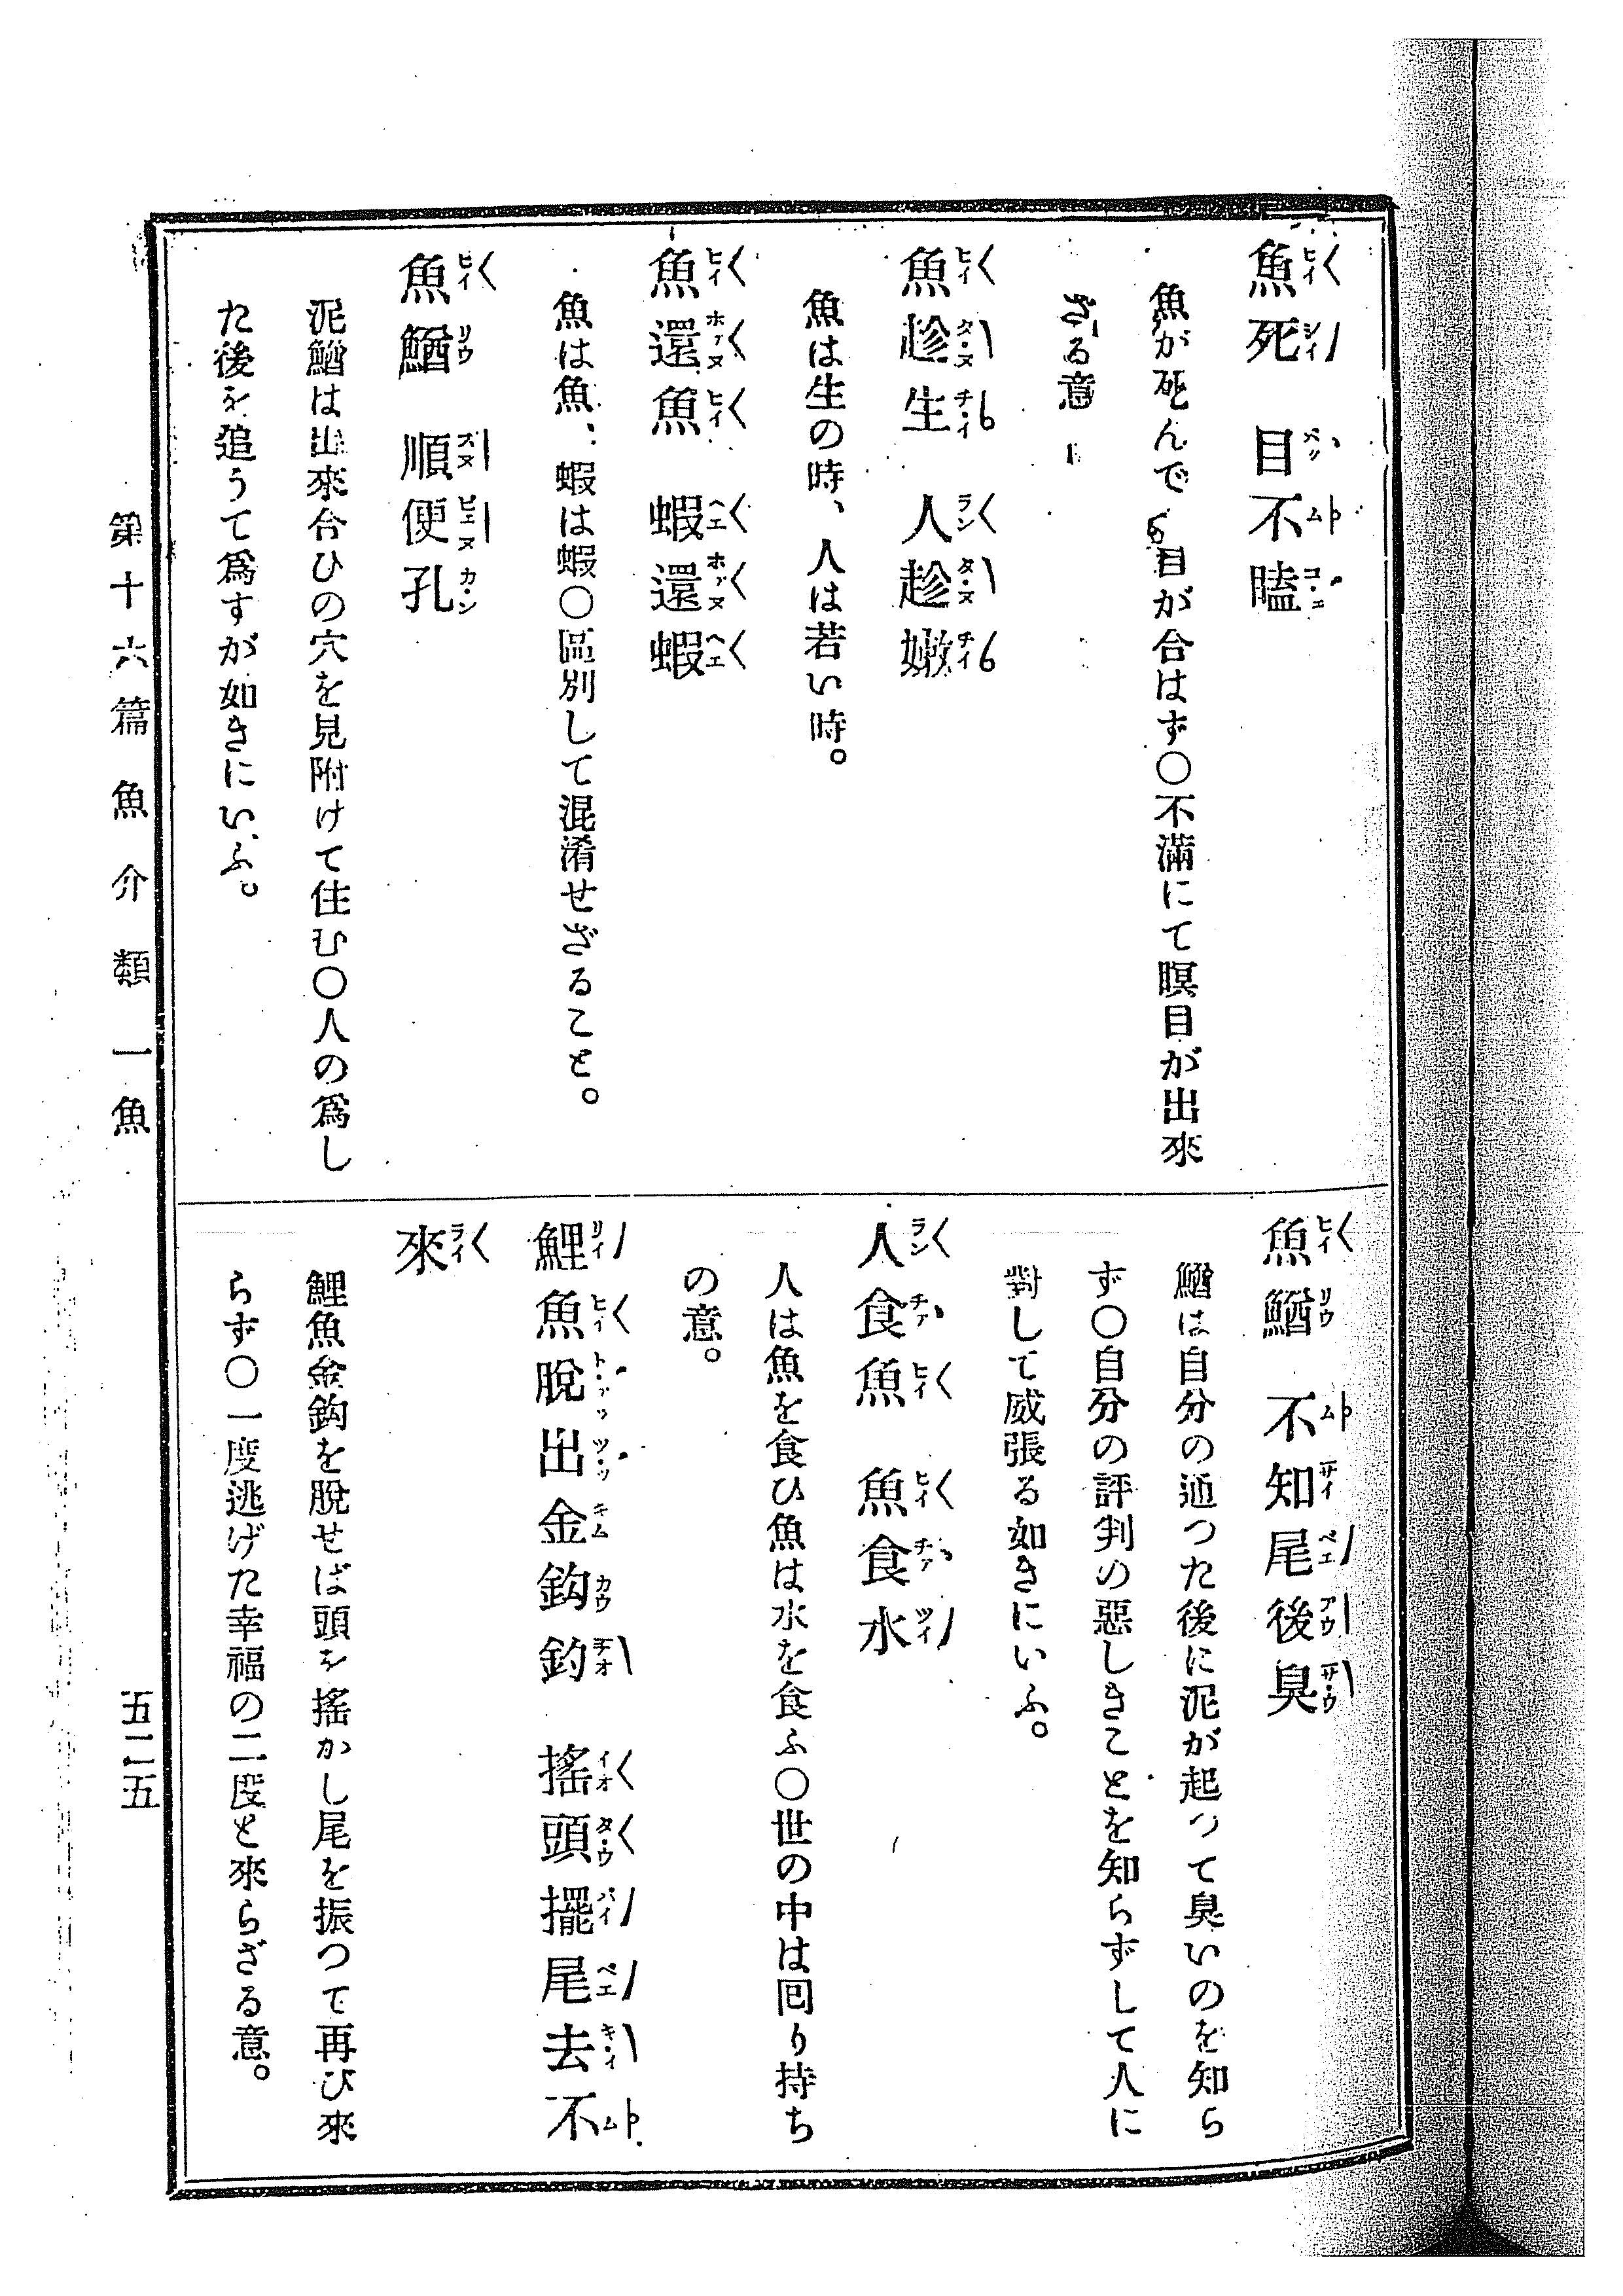 魚死 目不瞌
魚が死んでも目が合はず〇不滿にて瞑目が出來
ざる意
魚趁生 人趁嫩
魚は生の時、人は若い時。
魚還魚 蝦還蝦
魚は魚、蝦は蝦〇區別して混淆せざること。
魚鰌 順便孔
泥鰌は出來合ひの穴を見附けて住む〇人の爲し
た後を追うて爲すが如きにいふ。
魚鰌 不知尾後臭
鰌は自分の通つた後に泥が起つて臭いのを知ら
ず〇自分の評判の惡しきことを知らずして人に
對して威張る如きにいふ。
人食魚 魚食水
人は魚を食ひ魚は水を食ふ〇世の中は囘り持ち
の意。
鯉魚脫出金鈎釣 搖頭擺尾去不
來
鯉魚金鈎を脫せば頭を搖かし尾を振つて再び來
らず〇一度逃げた幸福の二度と來らざる意。
第十六篇 魚介類 一魚
五二五